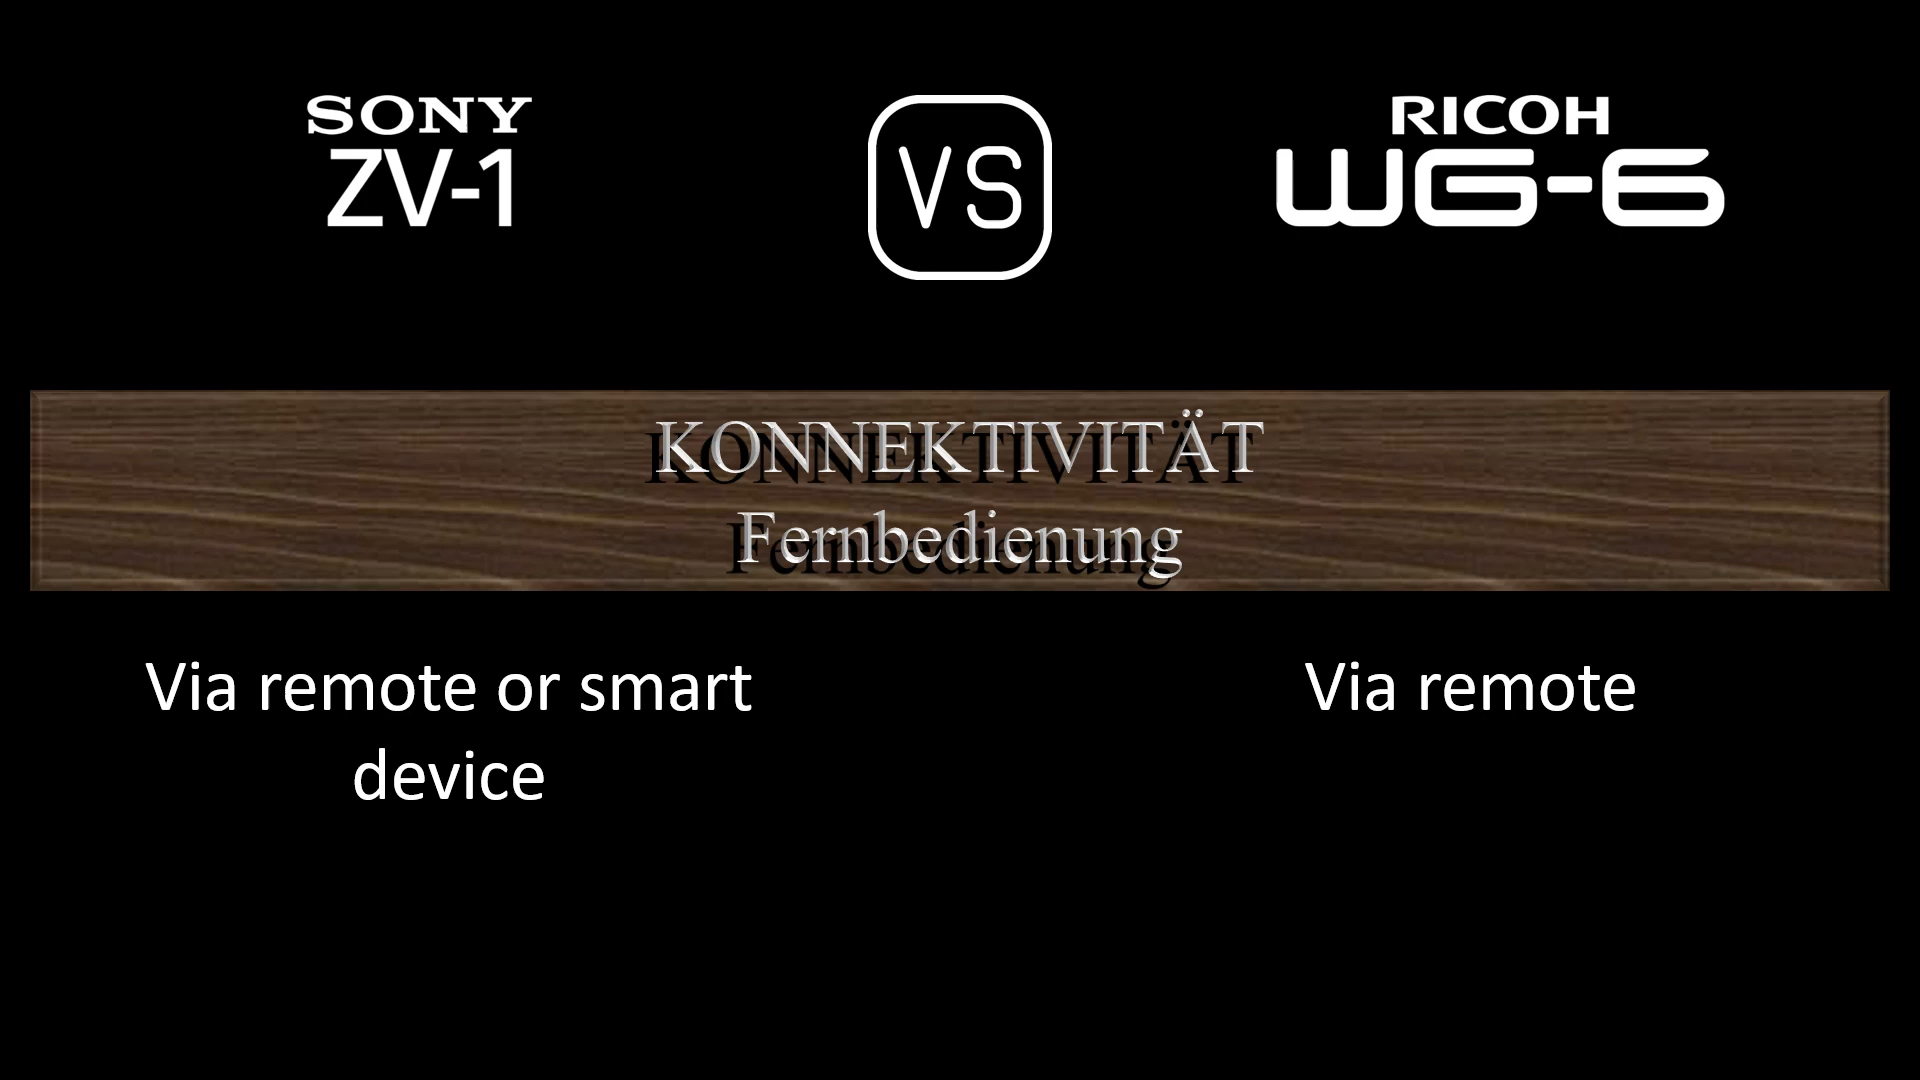 SONY
ZV-1
VS
RICOH
WG-6
KONNEKTIVITÄT
Fernbedienung
Via remote or smart
device
Via remote